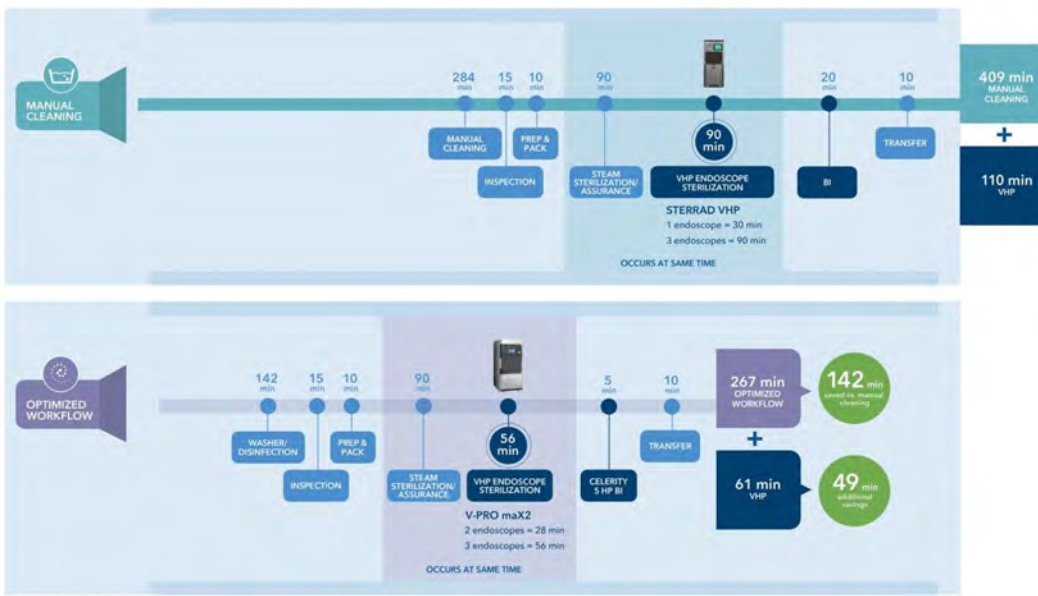 284
min
15
min
10
min
90
min
20
min
10
min
409 min
MANUAL
CLEANING
MANUAL
CLEANING
MANUAL
CLEANING
PREP &
PACK
90
min
TRANSFER
+
INSPECTION
STEAM
STERILIZATION/
ASSURANCE
VHP ENDOSCOPE
STERILIZATION
BI
110 min
VHP
STERRAD VHP
1 endoscope = 30 min
3 endoscopes = 90 min
OCCURS AT SAME TIME
142
min
15
min
10
min
90
min
5
min
10
min
267 min
OPTIMIZED
WORKFLOW
142 min
saved vs. manual
cleaning
OPTIMIZED
WORKFLOW
WASHER/
DISINFECTION
PREP &
PACK
56
min
TRANSFER
+
INSPECTION
STEAM
STERILIZATION/
ASSURANCE
VHP ENDOSCOPE
STERILIZATION
CELERITY
5 HP BI
61 min
VHP
49 min
additional
savings
V-PRO maX2
2 endoscopes = 28 min
3 endoscopes = 56 min
OCCURS AT SAME TIME